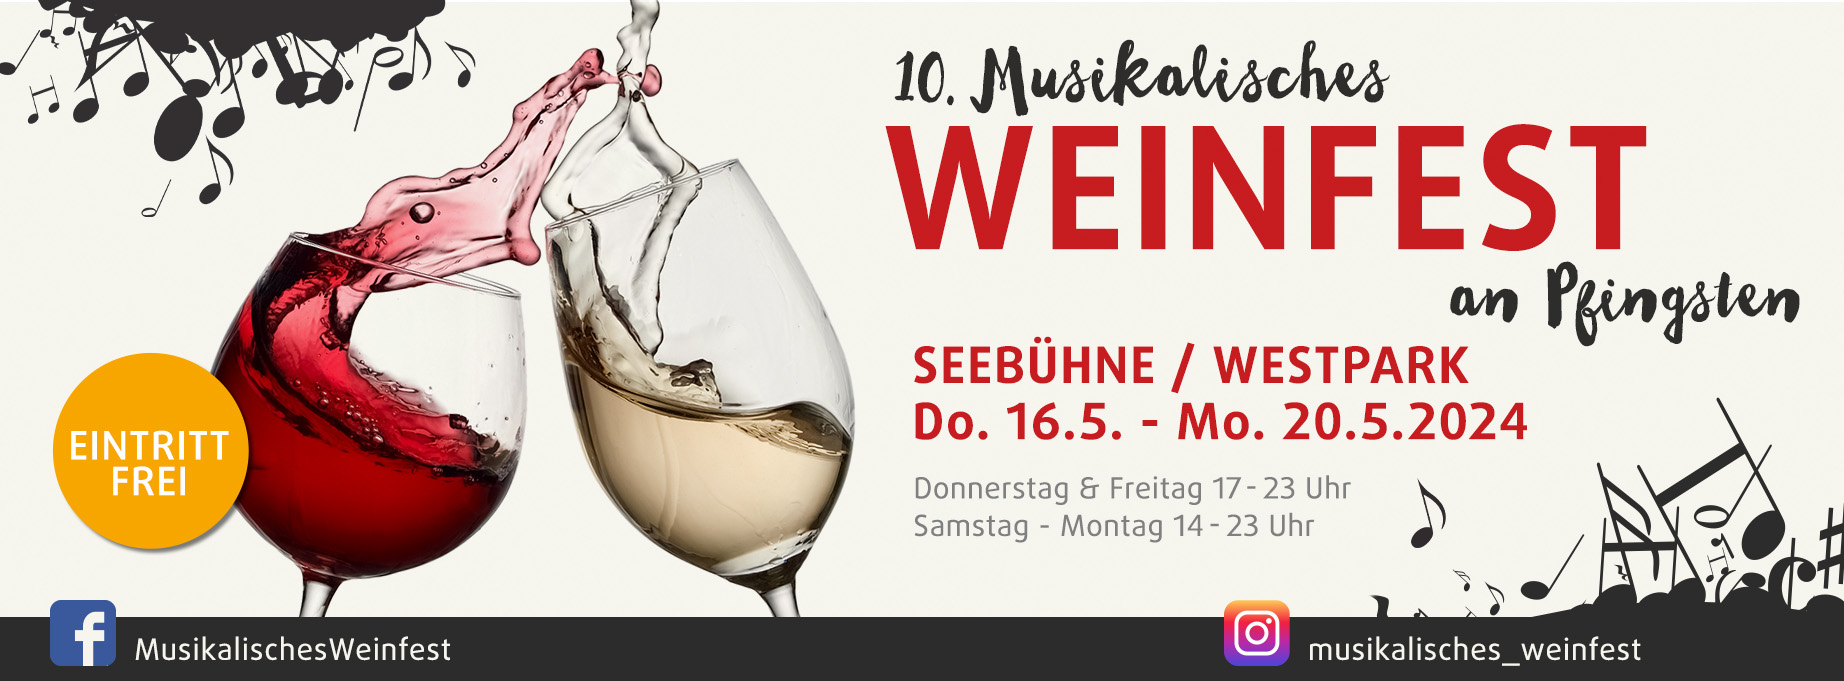 10. Musikalisches
WEINFEST
an Pfingsten
SEEBÜHNE / WESTPARK
Do. 16.5. - Mo. 20.5.2024
Donnerstag & Freitag 17 - 23 Uhr
Samstag - Montag 14 - 23 Uhr
EINTRITT
FREI
MusikalischesWeinfest
musikalisches_weinfest